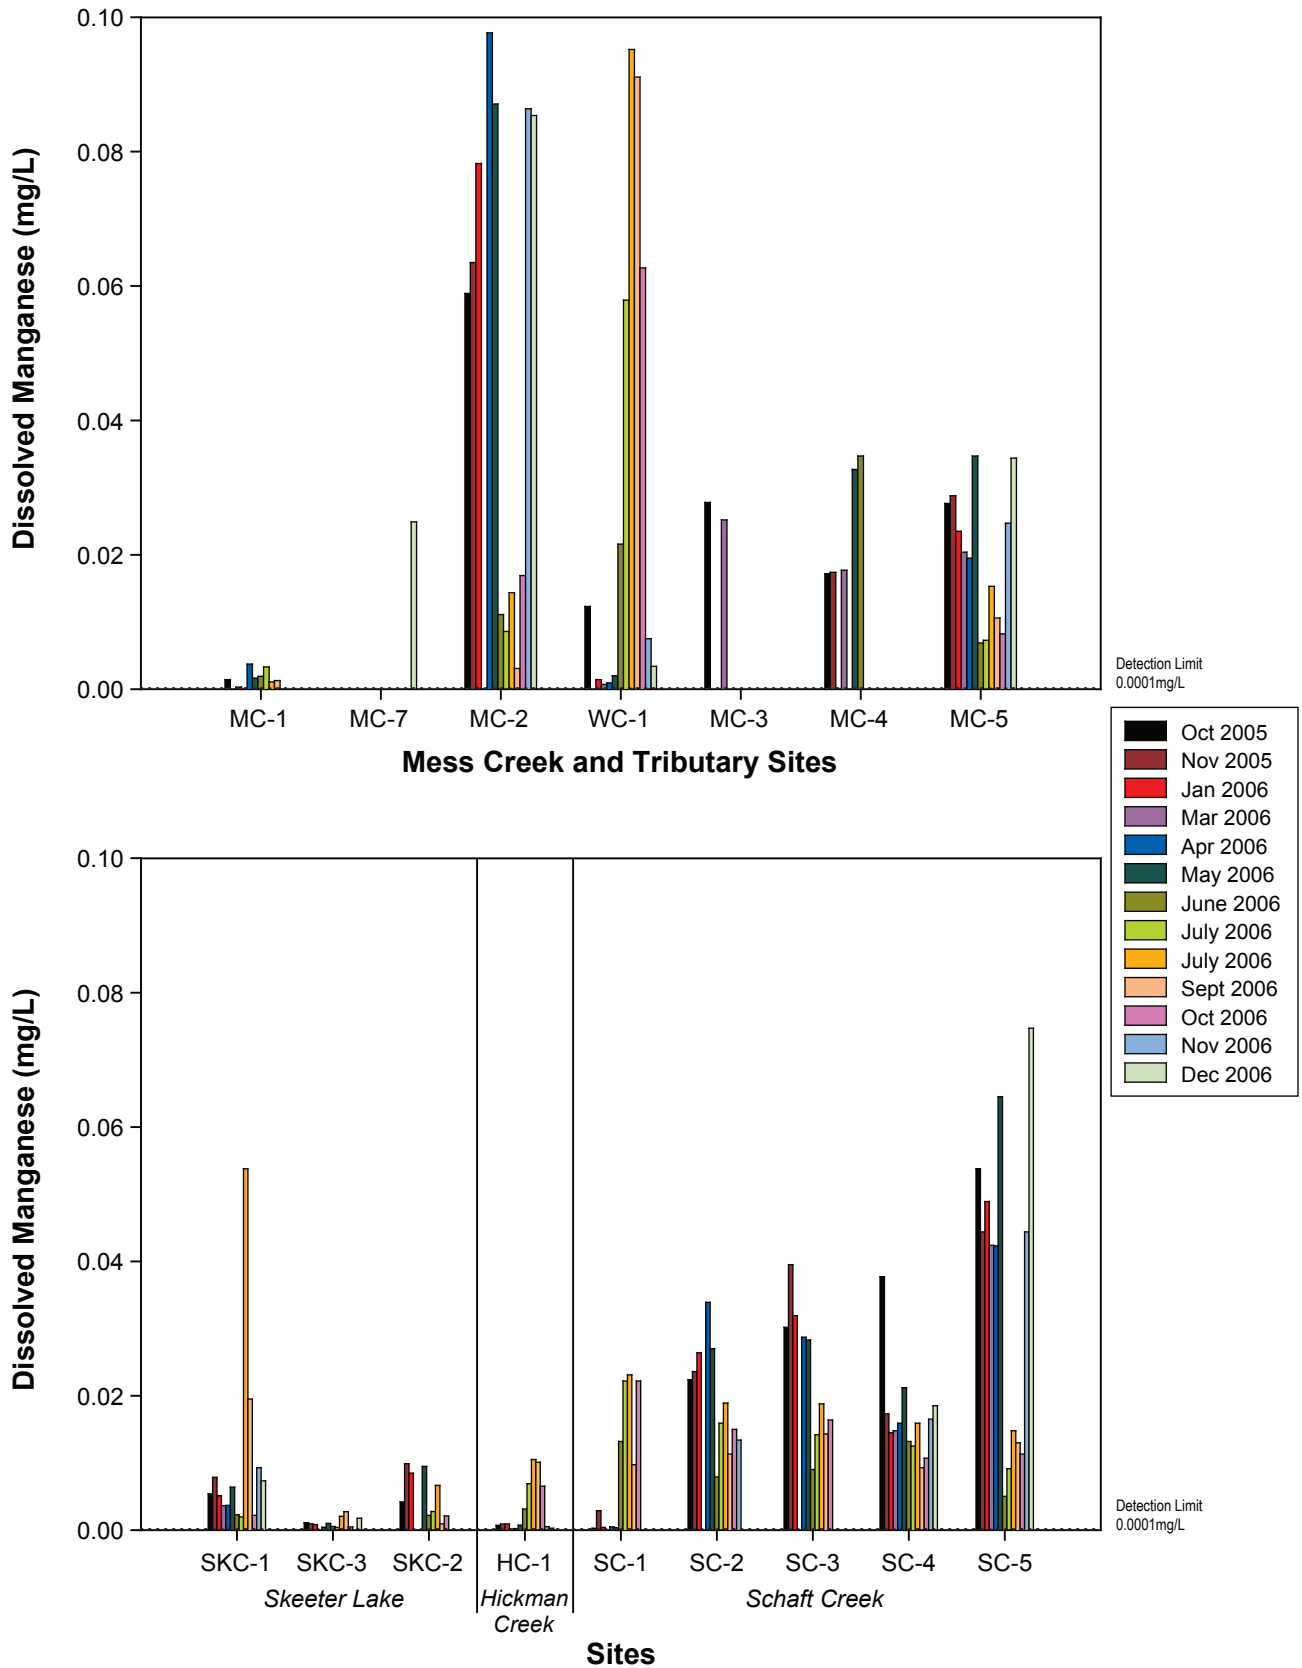 0.10
0.08
0.06
0.04
0.02
0.00
Dissolved Manganese (mg/L)
Detection Limit
0.0001mg/L
MC-1 MC-7 MC-2 WC-1 MC-3 MC-4 MC-5
Mess Creek and Tributary Sites
Oct 2005
Nov 2005
Jan 2006
Mar 2006
Apr 2006
May 2006
June 2006
July 2006
July 2006
Sept 2006
Oct 2006
Nov 2006
Dec 2006
0.10
0.08
0.06
0.04
0.02
0.00
Dissolved Manganese (mg/L)
Detection Limit
0.0001mg/L
SKC-1 SKC-3 SKC-2 HC-1 SC-1 SC-2 SC-3 SC-4 SC-5
Skeeter Lake Hickman Schaft Creek
Creek
Sites